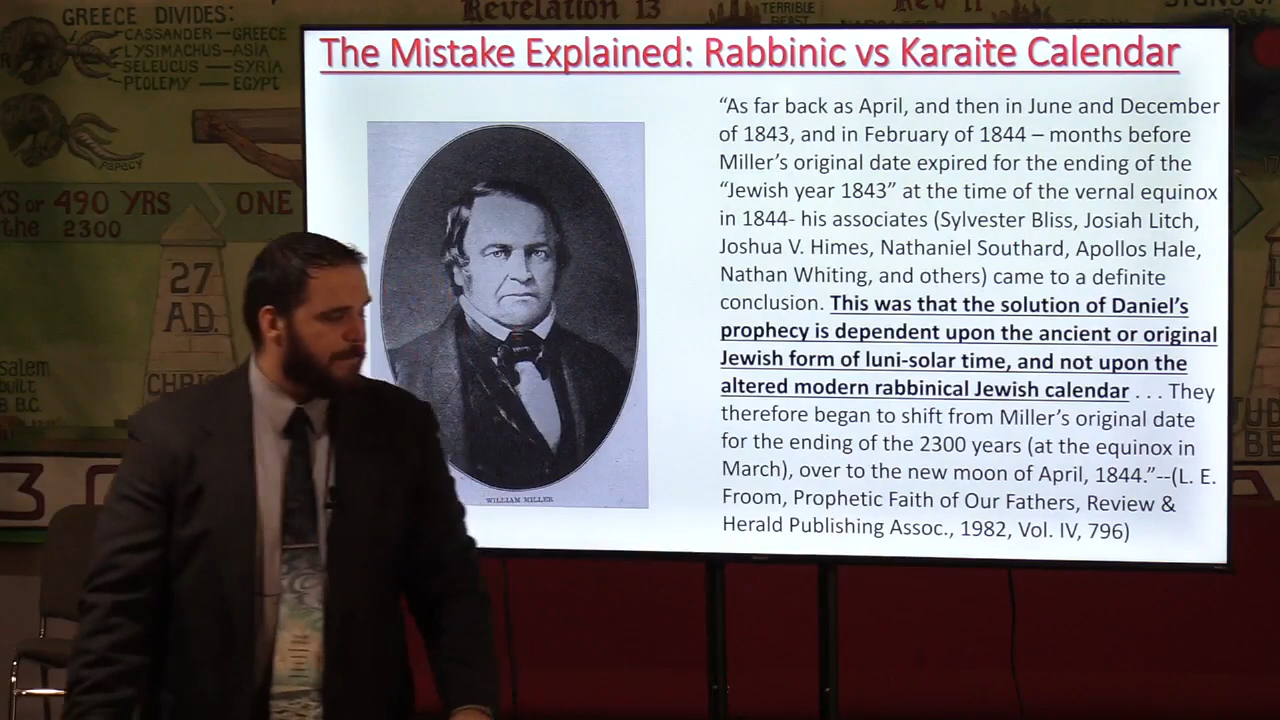 Revelation 13
GREECE DIVIDES:
CASSANDER—GREECE
LYSIMACHUS—ASIA
SELEUCUS—SYRIA
PTOLEMY—EGYPT
PAPACY
490 YRS
ONE
the 2300
27
A.D.
TERRIBLE
BEAST
The Mistake Explained: Rabbinic vs Karaite Calendar
WILLIAM MILLER
“As far back as April, and then in June and December
of 1843, and in February of 1844 – months before
Miller’s original date expired for the ending of the
“Jewish year 1843” at the time of the vernal equinox
in 1844- his associates (Sylvester Bliss, Josiah Litch,
Joshua V. Himes, Nathaniel Southard, Apollos Hale,
Nathan Whiting, and others) came to a definite
conclusion. This was that the solution of Daniel’s
prophecy is dependent upon the ancient or original
Jewish form of luni-solar time, and not upon the
altered modern rabbinical Jewish calendar . . . They
therefore began to shift from Miller’s original date
for the ending of the 2300 years (at the equinox in
March), over to the new moon of April, 1844.”--(L. E.
Froom, Prophetic Faith of Our Fathers, Review &
Herald Publishing Assoc., 1982, Vol. IV, 796)